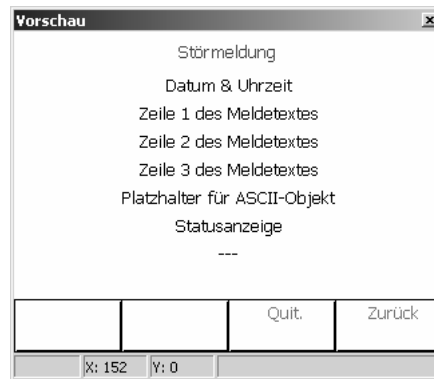 Vorschau
Störmeldung
Datum & Uhrzeit
Zeile 1 des Meldetextes
Zeile 2 des Meldetextes
Zeile 3 des Meldetextes
Platzhalter für ASCII-Objekt
Statusanzeige
---
Quit. Zurück
X: 152 Y: 0